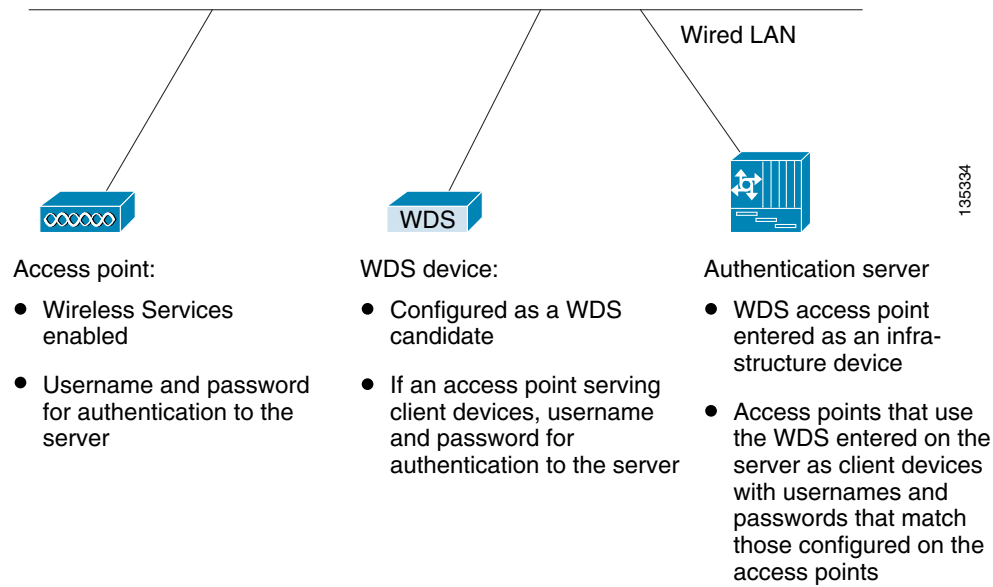 Wired LAN
135334
WDS
Access point:
● Wireless Services
enabled
● Username and password
for authentication to the
server
WDS device:
● Configured as a WDS
candidate
● If an access point serving
client devices, username
and password for
authentication to the server
Authentication server
● WDS access point
entered as an infra-
structure device
● Access points that use
the WDS entered on the
server as client devices
with usernames and
passwords that match
those configured on the
access points